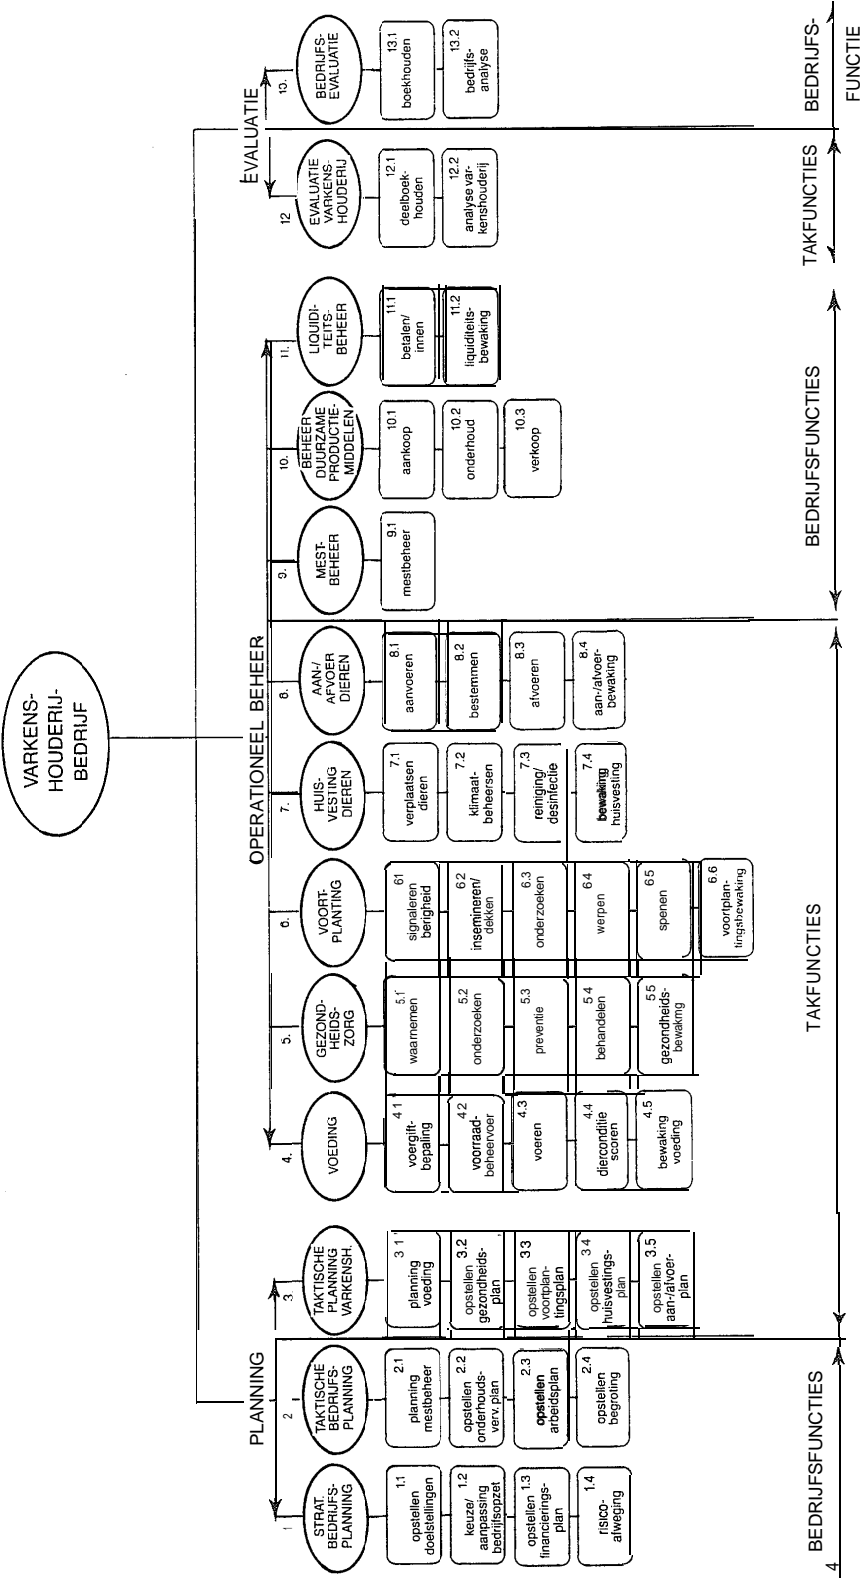 VARKENS-
HOUDERIJ-
BEDRIJF
PLANNING
OPERATIONEEL BEHEER
EVALUATIE
1
STRAT.
BEDRIJFS-
PLANNING
1.1
opstellen
doelstellingen
1.2
keuze/
aanpassing
bedrijfsopzet
1.3
opstellen
financierings-
plan
1.4
risico-
afweging
2
TAKTISCHE
BEDRIJFS-
PLANNING
2.1
planning
mestbeheer
2.2
opstellen
onderhouds-
verv. plan
2.3
opstellen
arbeidsplan
2.4
opstellen
begroting
3.
TAKTISCHE
PLANNING
VARKENSH.
3 1
planning
voeding
3.2
opstellen
gezondheids-
plan
3 3
opstellen
voortplan-
tingsplan
3 4
opstellen
huisvestings-
plan
3.5
opstellen
aan-/afvoer-
plan
4.
VOEDING
4 1
voergift-
bepaling
4 2
voorraad-
beheervoer
4.3
voeren
4.4
dierconditie
scoren
4.5
bewaking
voeding
5.
GEZOND-
HEIDS-
ZORG
5.1
waarnemen
5.2
onderzoeken
5.3
preventie
5 4
behandelen
5 5
gezondheids-
bewakmg
6.
VOORT-
PLANTING
61
signaleren
berigheid
6 2
insemineren/
dekken
6.3
onderzoeken
6 4
werpen
6 5
spenen
6.6
voortplan-
tingsbewaking
7.
HUIS-
VESTING
DIEREN
7.1
verplaatsen
dieren
7.2
klimaat-
beheersen
7.3
reiniging/
desinfectie
7.4
bewaking
huisvesting
8.
AAN-/
AFVOER
DIEREN
8.1
aanvoeren
8.2
bestemmen
8.3
afvoeren
8.4
aan-/afvoer-
bewaking
9.
MEST-
BEHEER
9.1
mestbeheer
10.
BEHEER
DUURZAME
PRODUCTIE-
MIDDELEN
10.1
aankoop
10.2
onderhoud
10.3
verkoop
11.
LIQUIDI-
TEITS-
BEHEER
11.1
betalen/
innen
11.2
liquiditeits-
bewaking
12
EVALUATIE
VARKENS-
HOUDERIJ
12.1
deelboek-
houden
12.2
analyse var-
kenshouderij
13.
BEDRIJFS-
EVALUATIE
13.1
boekhouden
13.2
bedrijfs-
analyse
BEDRIJFSFUNCTIES
TAKFUNCTIES
BEDRIJFSFUNCTIES
TAKFUNCTIES
BEDRIJFS-
FUNCTIE
4